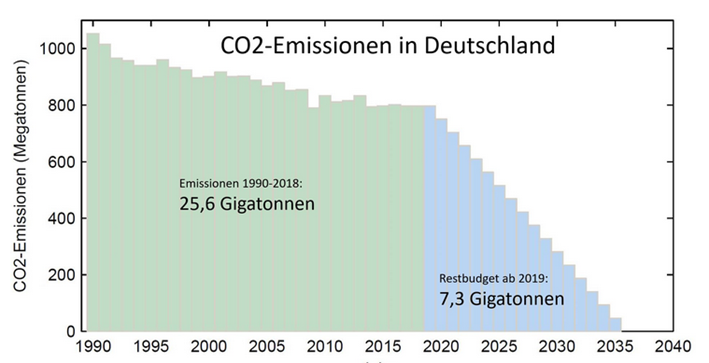 CO2-Emissionen in Deutschland
CO2-Emissionen (Megatonnen)
1000
800
600
400
200
0
Emissionen 1990-2018:
25,6 Gigatonnen
Restbudget ab 2019:
7,3 Gigatonnen
1990 1995 2000 2005 2010 2015 2020 2025 2030 2035 2040